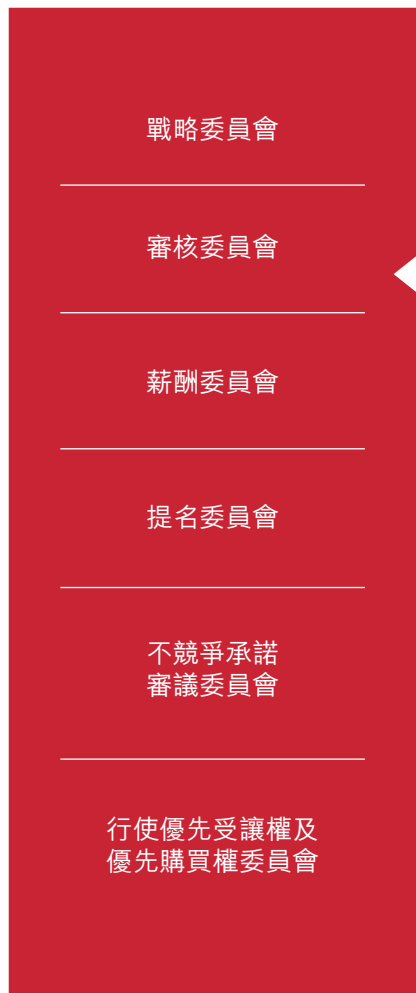 戰略委員會
審核委員會
薪酬委員會
提名委員會
不競爭承諾
審議委員會
行使優先受讓權及
優先購買權委員會